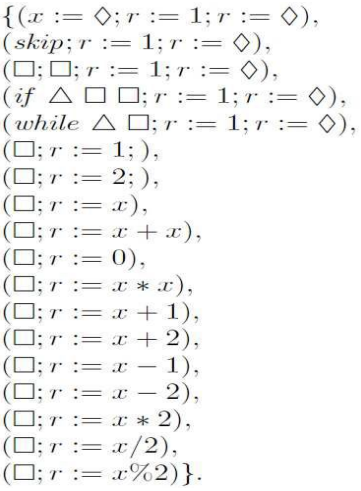 {(x := ◇; r := 1; r := ◇),
(skip; r := 1; r := ◇),
(□; □; r := 1; r := ◇),
(if △ □ □; r := 1; r := ◇),
(while △ □; r := 1; r := ◇),
(□; r := 1; ),
(□; r := 2; ),
(□; r := x),
(□; r := x + x),
(□; r := 0),
(□; r := x * x),
(□; r := x + 1),
(□; r := x + 2),
(□; r := x − 1),
(□; r := x − 2),
(□; r := x * 2),
(□; r := x/2),
(□; r := x%2)}.